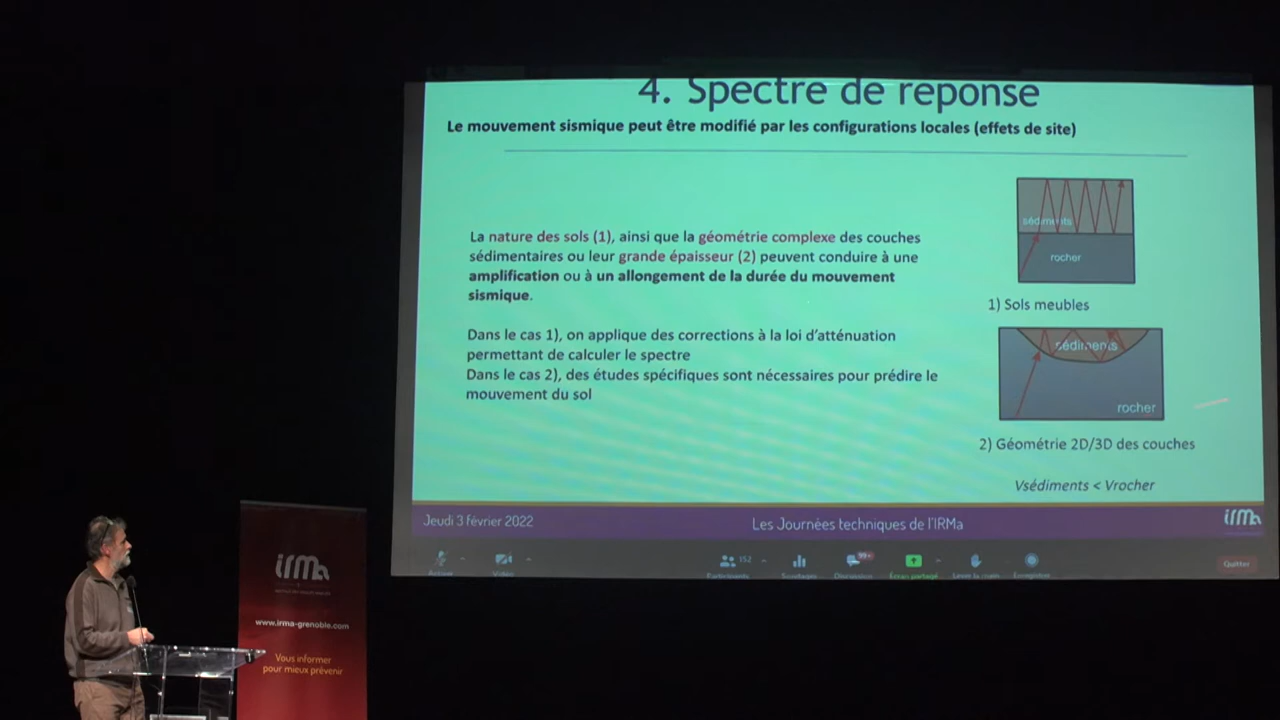 4. Spectre de reponse
Le mouvement sismique peut être modifié par les configurations locales (effets de site)
La nature des sols (1), ainsi que la géométrie complexe des couches
sédimentaires ou leur grande épaisseur (2) peuvent conduire à une
amplification ou à un allongement de la durée du mouvement
sismique.
Dans le cas 1), on applique des corrections à la loi d'atténuation
permettant de calculer le spectre
Dans le cas 2), des études spécifiques sont nécessaires pour prédire le
mouvement du sol
sédiments
rocher
1) Sols meubles
sédiments
rocher
2) Géométrie 2D/3D des couches
Vsédiments < Vrocher
Jeudi 3 février 2022
Les Journées techniques de l'IRMa
irma
152
99+
Participants
Écran partagé
Quitter
irma
www.irma-grenoble.com
Vous informer
pour mieux prévenir